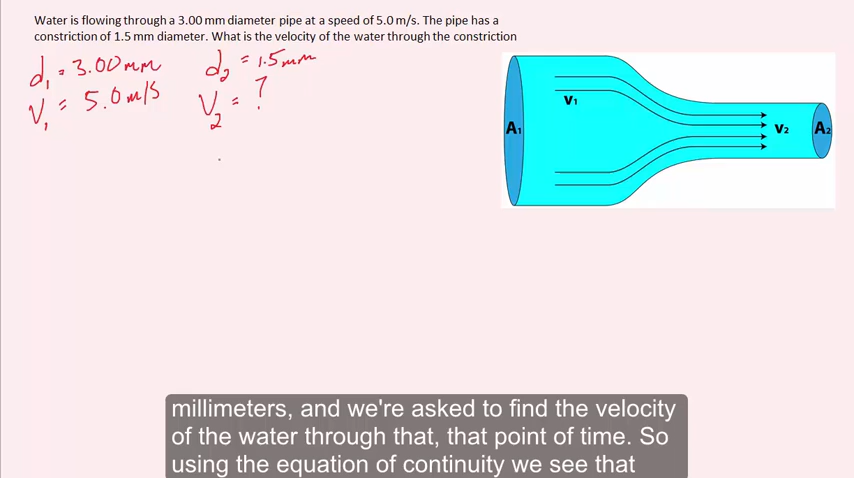 Water is flowing through a 3.00 mm diameter pipe at a speed of 5.0 m/s. The pipe has a
constriction of 1.5 mm diameter. What is the velocity of the water through the constriction
d₁ = 3.00 mm d₂ = 1.5 mm
V₁ = 5.0 m/s V₂ = ?
A₁ v₁ v₂ A₂
millimeters, and we're asked to find the velocity
of the water through that, that point of time. So
using the equation of continuity we see that